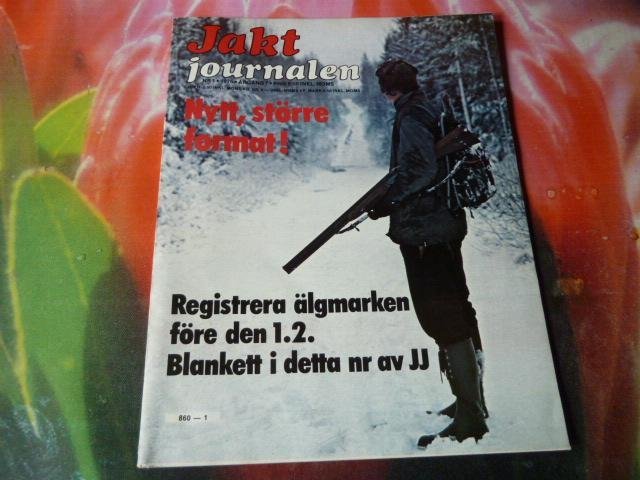 Jakt
journalen
Nytt, större
format!
Registrera älgmarken
före den 1.2.
Blankett i detta nr av JJ
860 — 1